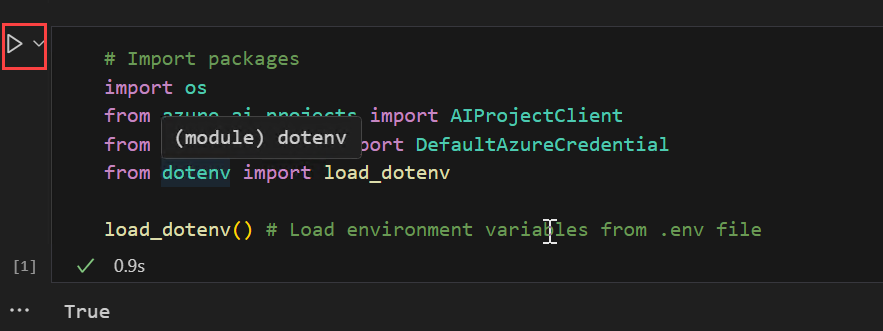 # Import packages
import os
from azure.ai.projects import AIProjectClient
(module) dotenv
from import DefaultAzureCredential
from dotenv import load_dotenv
load_dotenv() # Load environment variables from .env file
[1] 0.9s
... True